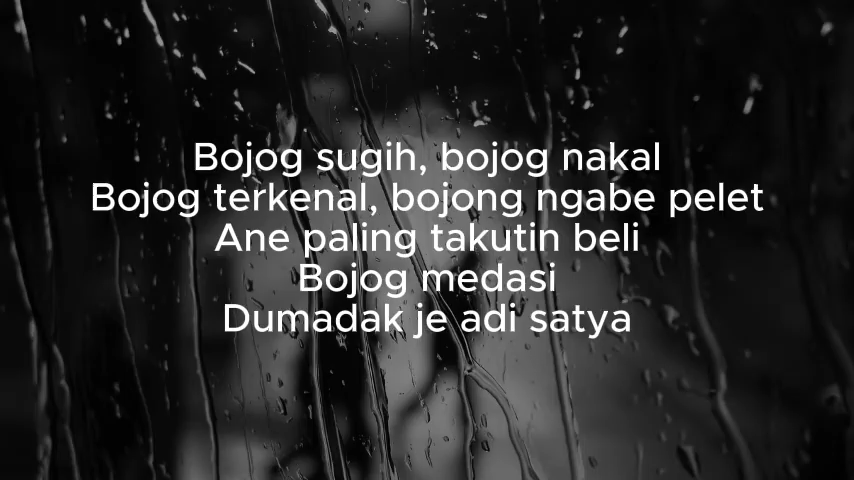 Bojog sugih, bojog nakal
Bojog terkenal, bojong ngabe pelet
Ane paling takutin beli
Bojog medasi
Dumadak je adi satya